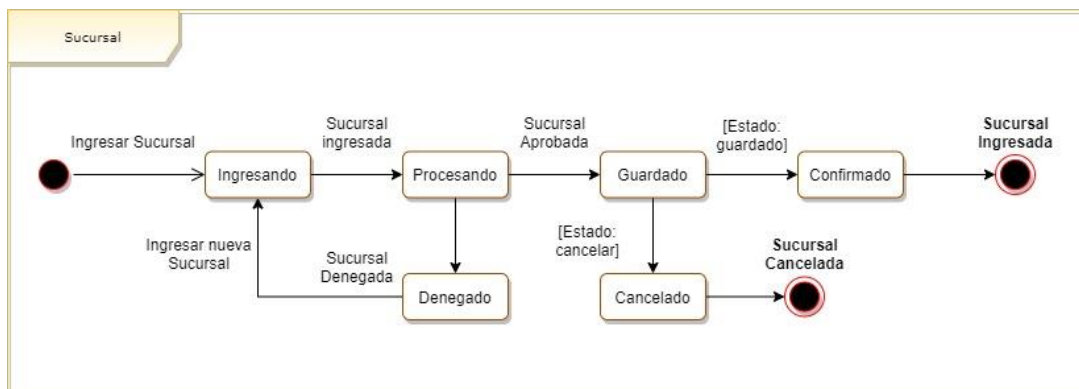 Sucursal
Ingresar Sucursal
Sucursal
ingresada
Sucursal
Aprobada
[Estado:
guardado]
Sucursal
Ingresada
Ingresando
Procesando
Guardado
Confirmado
Ingresar nueva
Sucursal
Sucursal
Denegada
[Estado:
cancelar]
Sucursal
Cancelada
Denegado
Cancelado